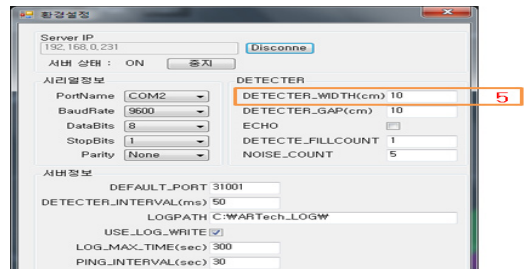 환경설정
Server IP
192,168,0,231
Disconne
서버 상태 : ON 중지
시리얼정보
PortName COM2
BaudRate 9600
DataBits 8
StopBits 1
Parity None
DETECTER
DETECTER_WIDTH(cm) 10
5
DETECTER_GAP(cm) 10
ECHO
DETECTE_FILLCOUNT 1
NOISE_COUNT 5
서버정보
DEFAULT_PORT 31001
DETECTER_INTERVAL(ms) 50
LOGPATH C:₩ARTech_LOG₩
USE_LOG_WRITE
LOG_MAX_TIME(sec) 300
PING_INTERVAL(sec) 30